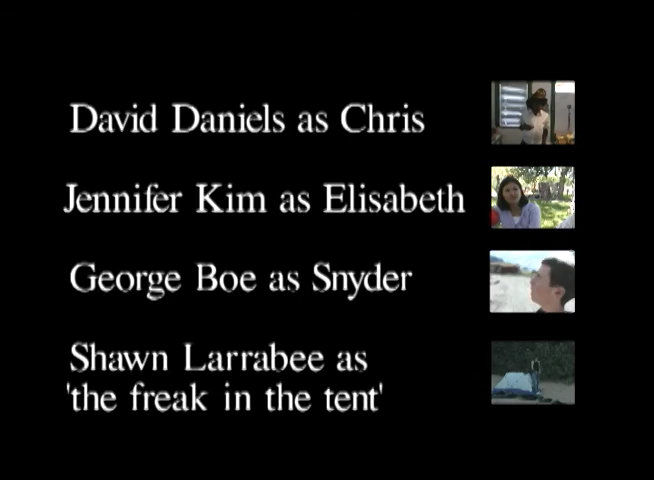 David Daniels as Chris
Jennifer Kim as Elisabeth
George Boe as Snyder
Shawn Larrabee as
'the freak in the tent'